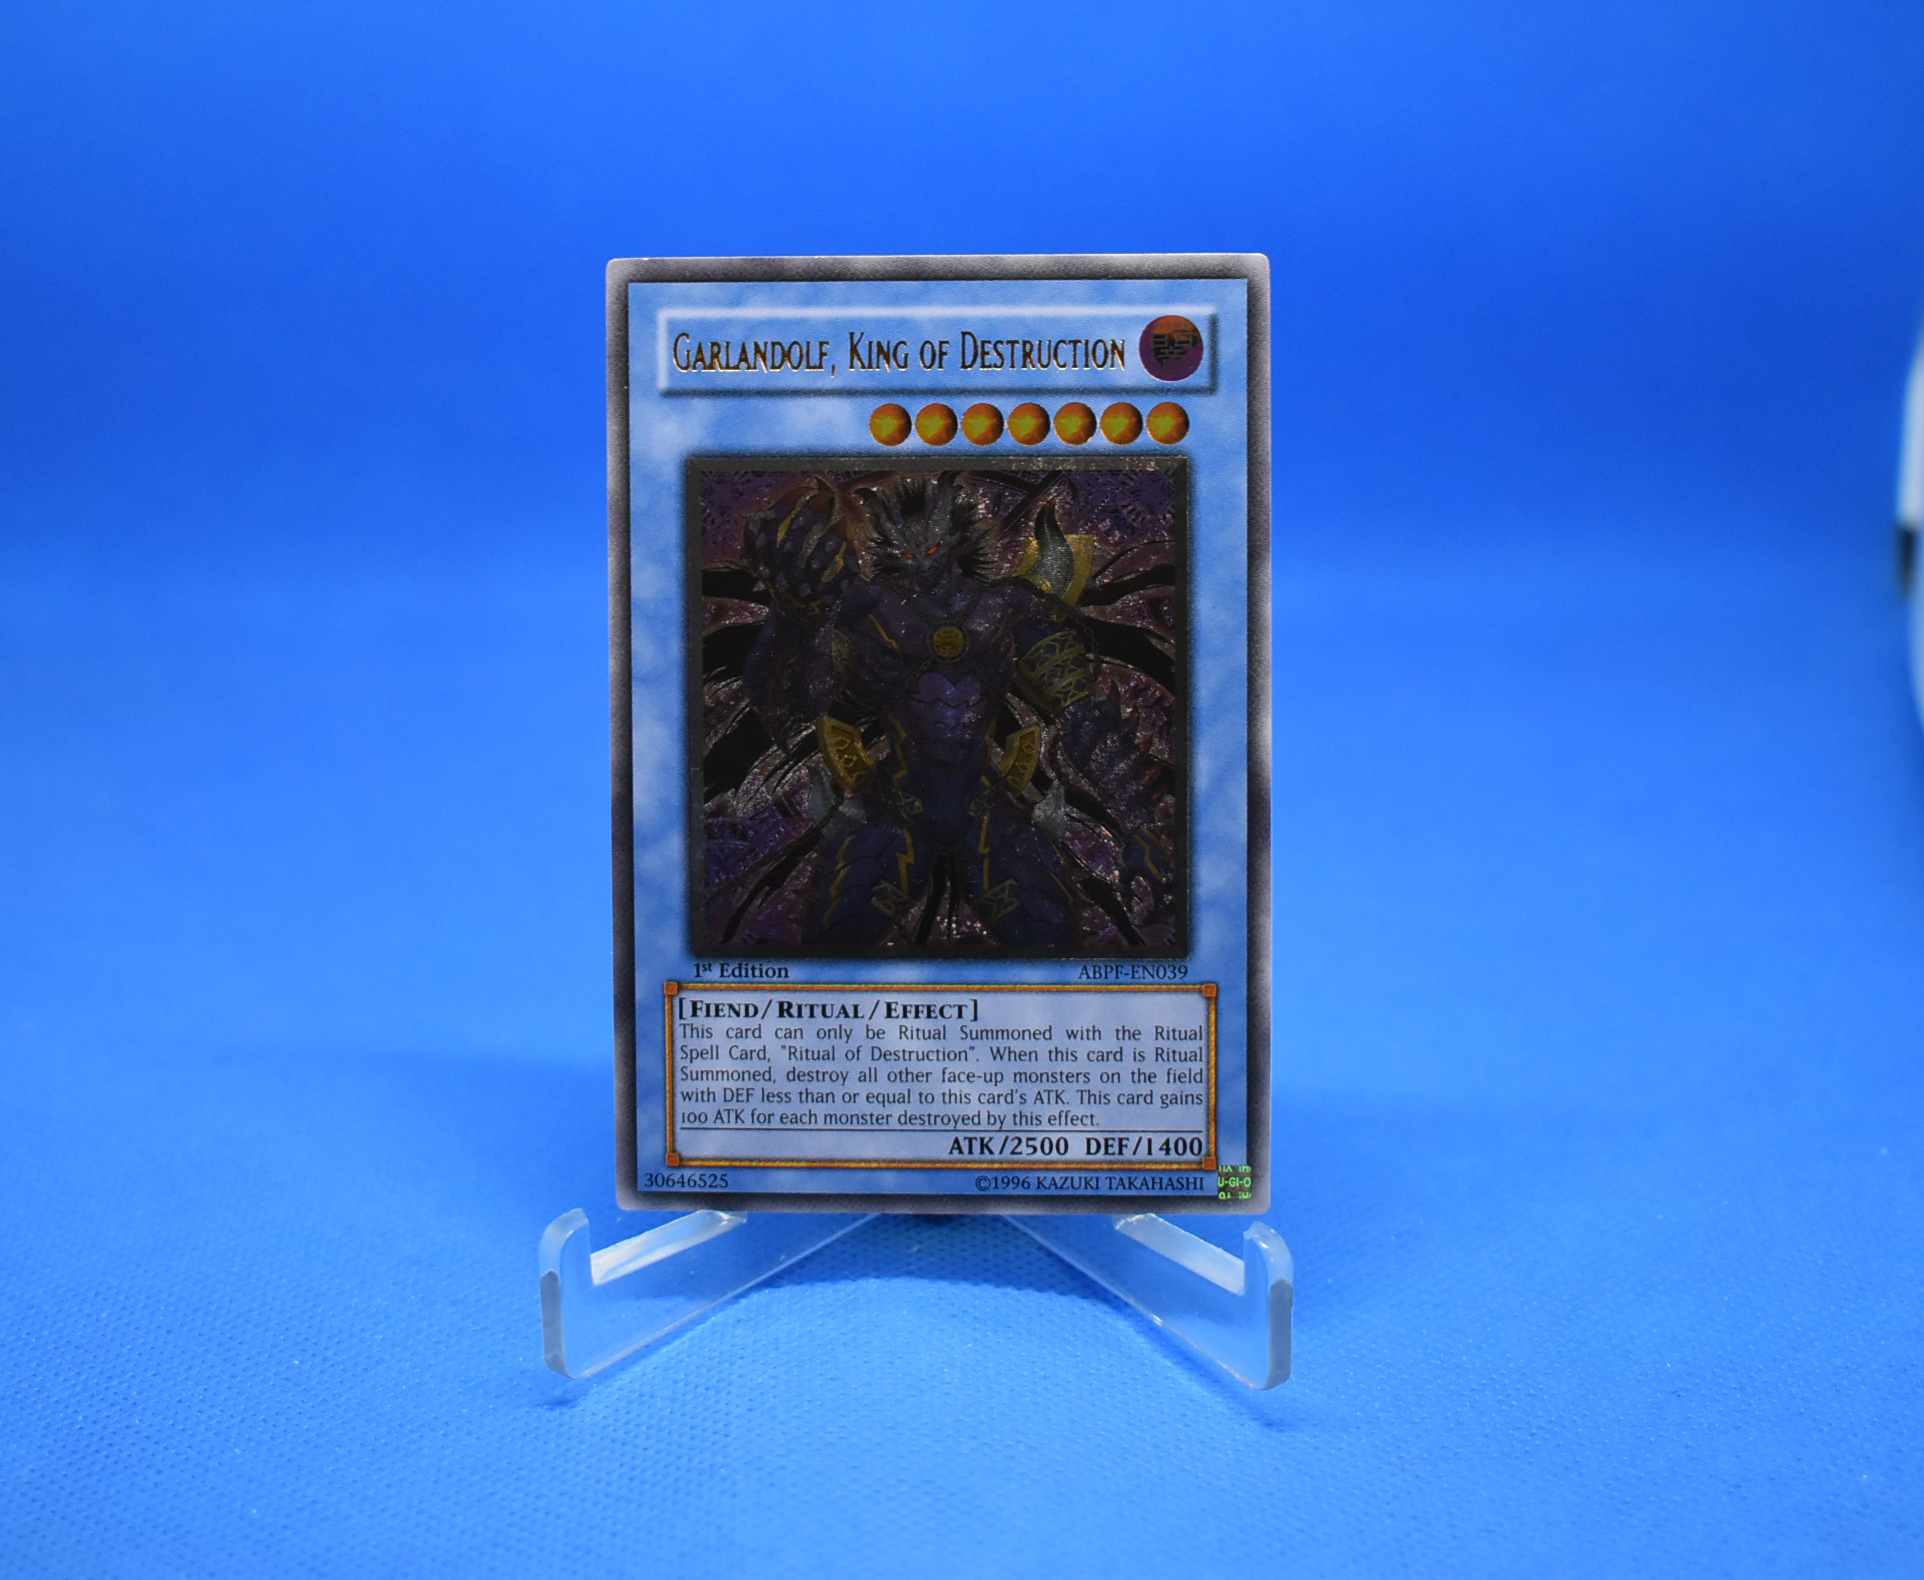 GARLANDOLF, KING OF DESTRUCTION
1st Edition ABPF-EN039
[FIEND/RITUAL/EFFECT]
This card can only be Ritual Summoned with the Ritual
Spell Card, "Ritual of Destruction". When this card is Ritual
Summoned, destroy all other face-up monsters on the field
with DEF less than or equal to this card's ATK. This card gains
100 ATK for each monster destroyed by this effect.
ATK/2500 DEF/1400
30646525 ©1996 KAZUKI TAKAHASHI
U-GI-O